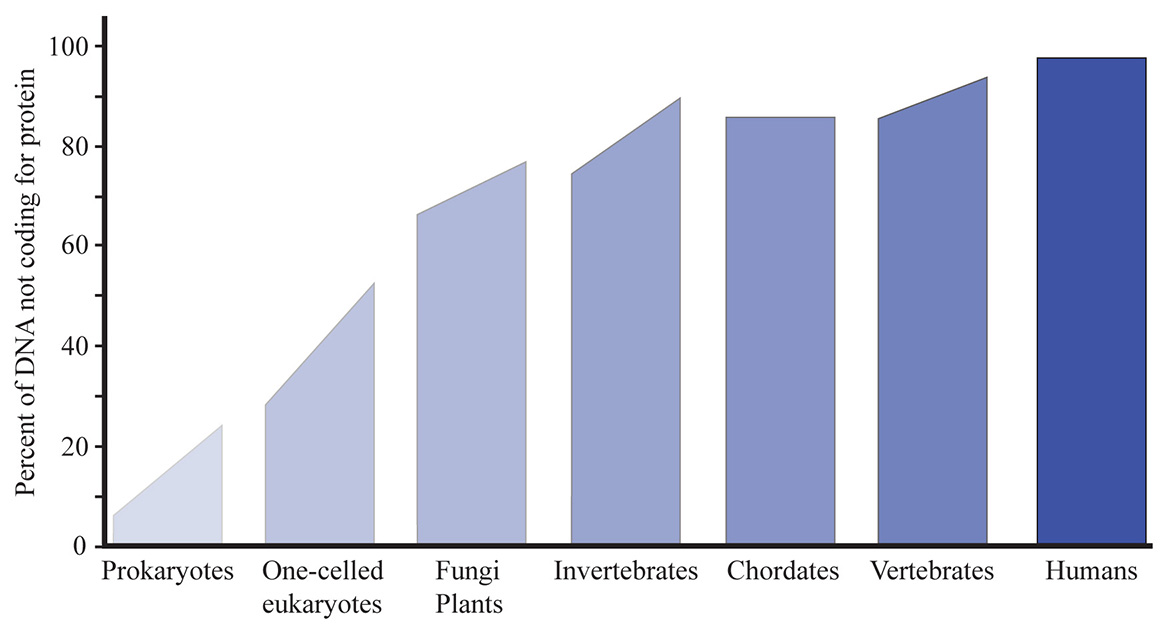 Percent of DNA not coding for protein
100
80
60
40
20
0
Prokaryotes
One-celled
eukaryotes
Fungi
Plants
Invertebrates
Chordates
Vertebrates
Humans